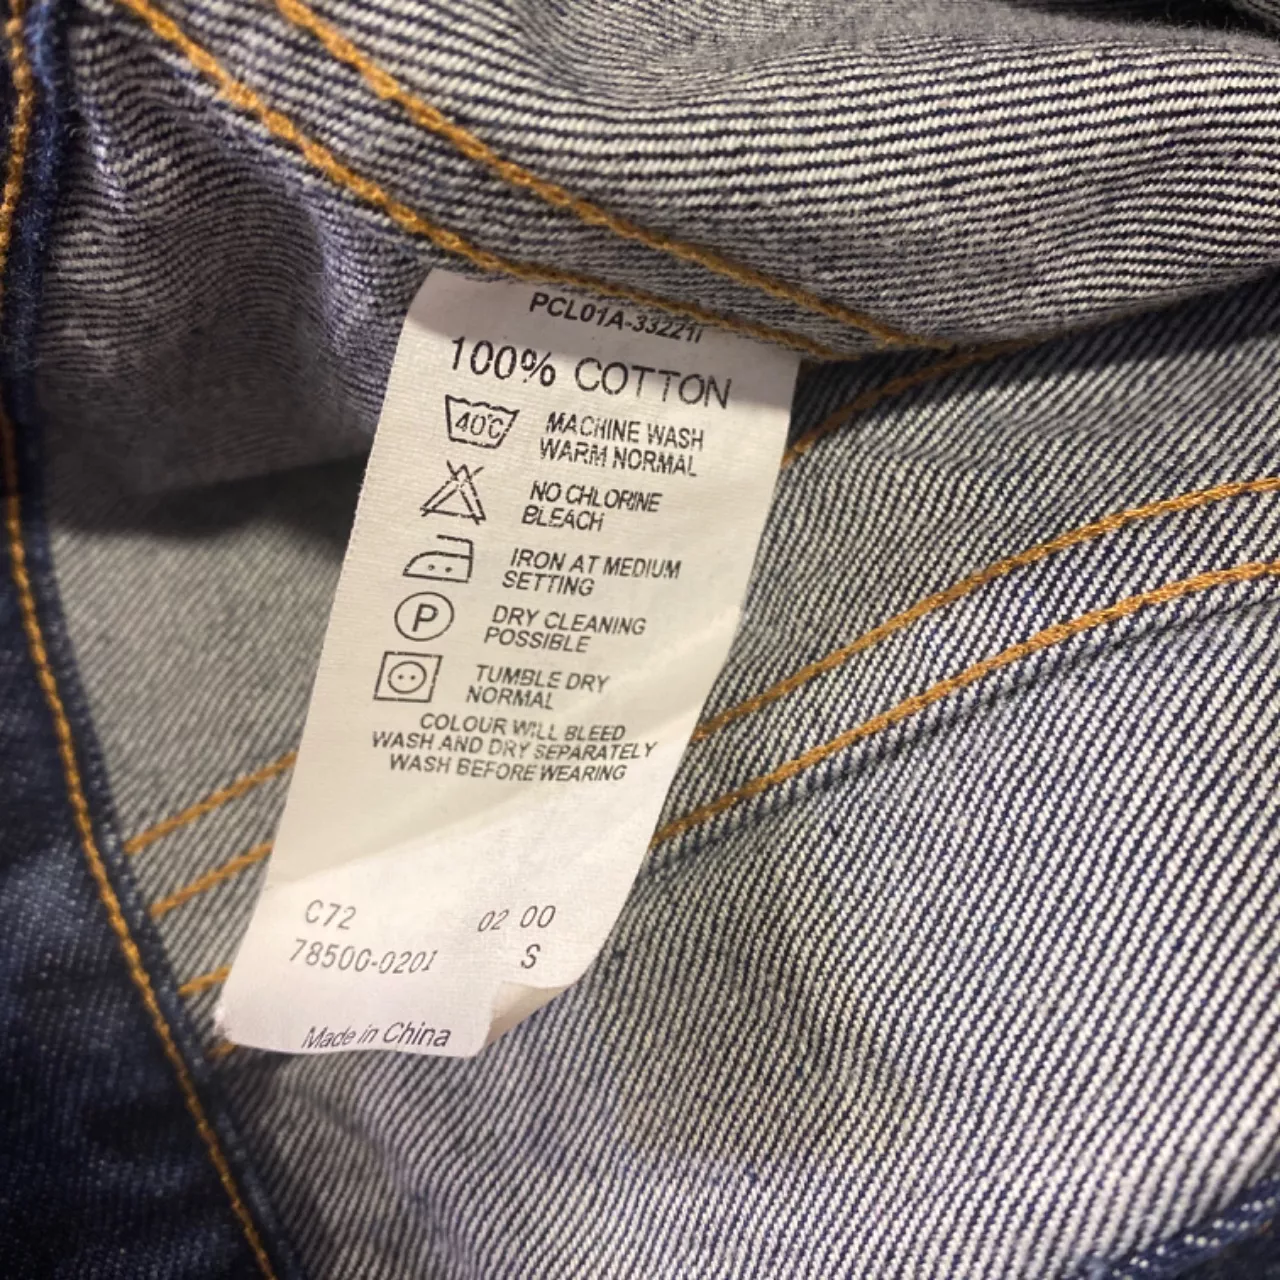 PCL01A-33221I
100% COTTON
40°C MACHINE WASH
WARM NORMAL
NO CHLORINE
BLEACH
IRON AT MEDIUM
SETTING
P DRY CLEANING
POSSIBLE
TUMBLE DRY
NORMAL
COLOUR WILL BLEED
WASH AND DRY SEPARATELY
WASH BEFORE WEARING
C72 02 00
78500-0201 S
Made in China